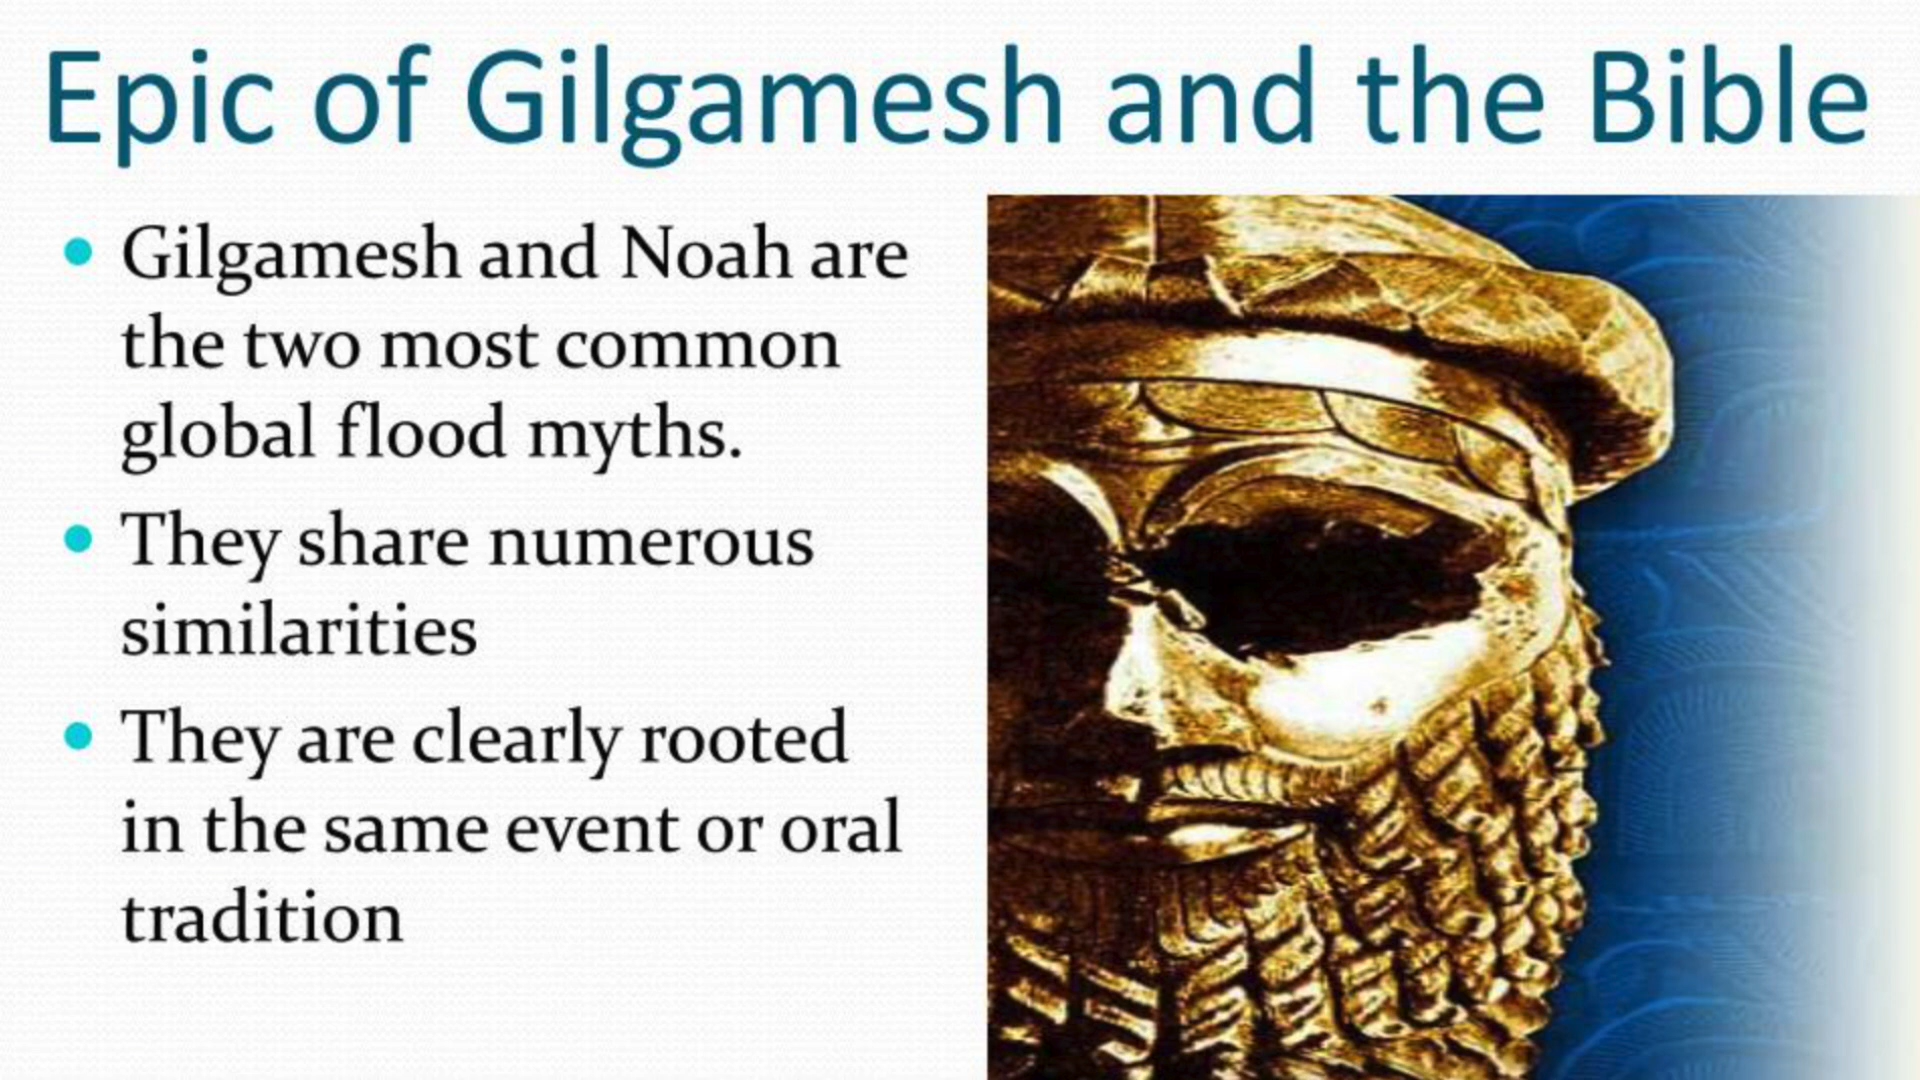 Epic of Gilgamesh and the Bible
• Gilgamesh and Noah are
the two most common
global flood myths.
• They share numerous
similarities
• They are clearly rooted
in the same event or oral
tradition